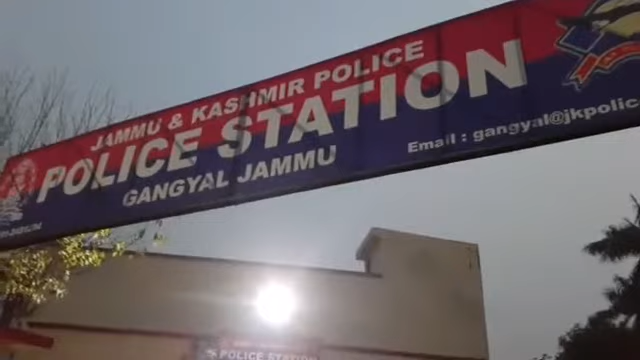 JAMMU & KASHMIR POLICE
POLICE STATION
GANGYAL JAMMU
Email : gangyal@jkpolic
POLICE STATION